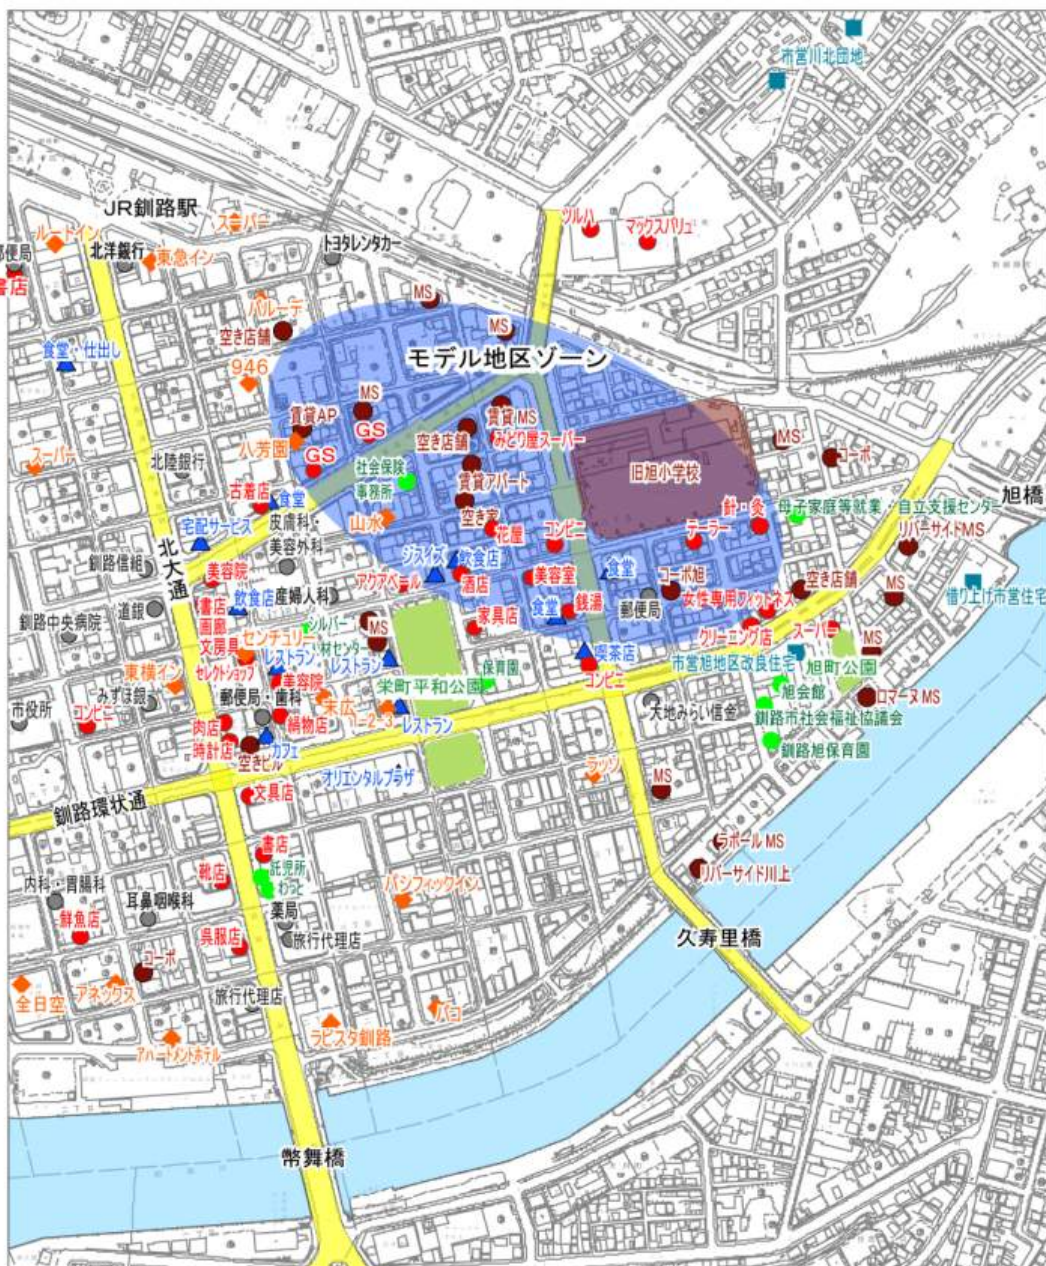 市営川北団地
JR釧路駅
スーパー
ツルハ
マックスバリュ
ルートイン
北洋銀行
東急イン
トヨタレンタカー
郵便局
書店
MS
バルーデ
空き店舗
MS
食堂・仕出し
モデル地区ゾーン
946
MS
賃貸AP
GS
賃貸MS
空き店舗
みどり屋スーパー
MS
コーポ
スーパー
北陸銀行
八芳園
GS
社会保険
事務所
賃貸アパート
旧旭小学校
旭橋
古着店
食堂
針・灸
母子家庭等就業・自立支援センター
宅配サービス
皮膚科・
美容外科
山水
空き家
花屋
コンビニ
テーラー
リバーサイドMS
北大通
釧路信組
ジスイズ
飲食店
食堂
美容院
アクアベール
酒店
美容室
コーポ旭
空き店舗
MS
借り上げ市営住宅
道銀
書店
画廊
文房具
飲食店
産婦人科
食堂
銭湯
郵便局
女性専用フィットネス
釧路中央病院
シルバー
人材センター
MS
家具店
クリーニング店
スーパー
MS
センチュリー
レストラン
レストラン
喫茶店
市営旭地区改良住宅
旭町公園
東横イン
セレクトショップ
美容院
保育園
コンビニ
旭会館
みずほ銀
郵便局・歯科
末広
栄町平和公園
大地みらい信金
ロマーヌMS
市役所
コンビニ
肉店
絹物店
1-2-3
レストラン
釧路市社会福祉協議会
時計店
カフェ
空きビル
釧路旭保育園
オリエンタルプラザ
ラッソ
MS
釧路環状通
文具店
書店
ラポールMS
靴店
託児所
わっと
パシフィックイン
リバーサイド川上
内科・胃腸科
耳鼻咽喉科
薬局
鮮魚店
呉服店
旅行代理店
久寿里橋
コーポ
全日空
アネックス
旅行代理店
パコ
ラビスタ釧路
アパートメントホテル
幣舞橋